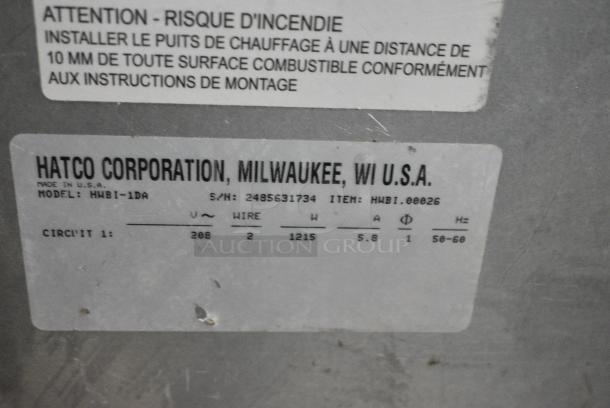 ATTENTION - RISQUE D'INCENDIE
INSTALLER LE PUITS DE CHAUFFAGE À UNE DISTANCE DE
10 MM DE TOUTE SURFACE COMBUSTIBLE CONFORMÉMENT
AUX INSTRUCTIONS DE MONTAGE
HATCO CORPORATION, MILWAUKEE, WI U.S.A.
MADE IN U.S.A.
MODEL: HWBI-1DA S/N: 2485631734 ITEM: HWBI.00026
V~ WIRE W A Φ Hz
CIRCUIT 1: 208 2 1215 5.8 1 50-60
AUCTION GROUP